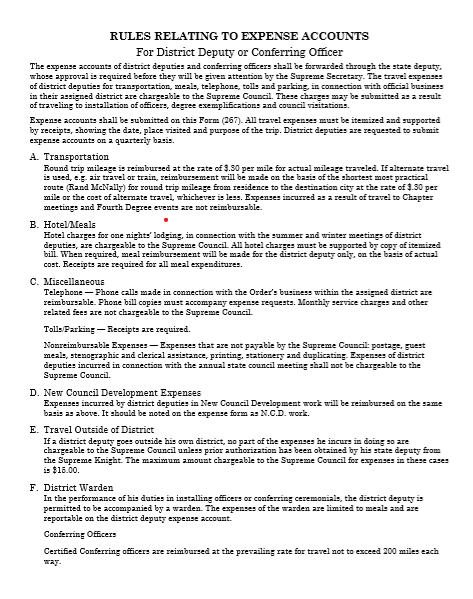 RULES RELATING TO EXPENSE ACCOUNTS
For District Deputy or Conferring Officer
The expense accounts of district deputies and conferring officers shall be forwarded through the state deputy,
whose approval is required before they will be given attention by the Supreme Secretary. The travel expenses
of district deputies for transportation, meals, telephone, tolls and parking, in connection with official business
in their assigned district are chargeable to the Supreme Council. These charges may be submitted as a result
of traveling to installation of officers, degree exemplifications and council visitations.
Expense accounts shall be submitted on this Form (267). All travel expenses must be itemized and supported
by receipts, showing the date, place visited and purpose of the trip. District deputies are requested to submit
expense accounts on a quarterly basis.
A. Transportation
Round trip mileage is reimbursed at the rate of $.30 per mile for actual mileage traveled. If alternate travel
is used, e.g. air travel or train, reimbursement will be made on the basis of the shortest most practical
route (Rand McNally) for round trip mileage from residence to the destination city at the rate of $.30 per
mile or the cost of alternate travel, whichever is less. Expenses incurred as a result of travel to Chapter
meetings and Fourth Degree events are not reimbursable.
B. Hotel/Meals
Hotel charges for one nights' lodging, in connection with the summer and winter meetings of district
deputies, are chargeable to the Supreme Council. All hotel charges must be supported by copy of itemized
bill. When required, meal reimbursement will be made for the district deputy only, on the basis of actual
cost. Receipts are required for all meal expenditures.
C. Miscellaneous
Telephone — Phone calls made in connection with the Order's business within the assigned district are
reimbursable. Phone bill copies must accompany expense requests. Monthly service charges and other
related fees are not chargeable to the Supreme Council.
Tolls/Parking — Receipts are required.
Nonreimbursable Expenses — Expenses that are not payable by the Supreme Council: postage, guest
meals, stenographic and clerical assistance, printing, stationery and duplicating. Expenses of district
deputies incurred in connection with the annual state council meeting shall not be chargeable to the
Supreme Council.
D. New Council Development Expenses
Expenses incurred by district deputies in New Council Development work will be reimbursed on the same
basis as above. It should be noted on the expense form as N.C.D. work.
E. Travel Outside of District
If a district deputy goes outside his own district, no part of the expenses he incurs in doing so are
chargeable to the Supreme Council unless prior authorization has been obtained by his state deputy from
the Supreme Knight. The maximum amount chargeable to the Supreme Council for expenses in these cases
is $15.00.
F. District Warden
In the performance of his duties in installing officers or conferring ceremonials, the district deputy is
permitted to be accompanied by a warden. The expenses of the warden are limited to meals and are
reportable on the district deputy expense account.
Conferring Officers
Certified Conferring officers are reimbursed at the prevailing rate for travel not to exceed 200 miles each
way.